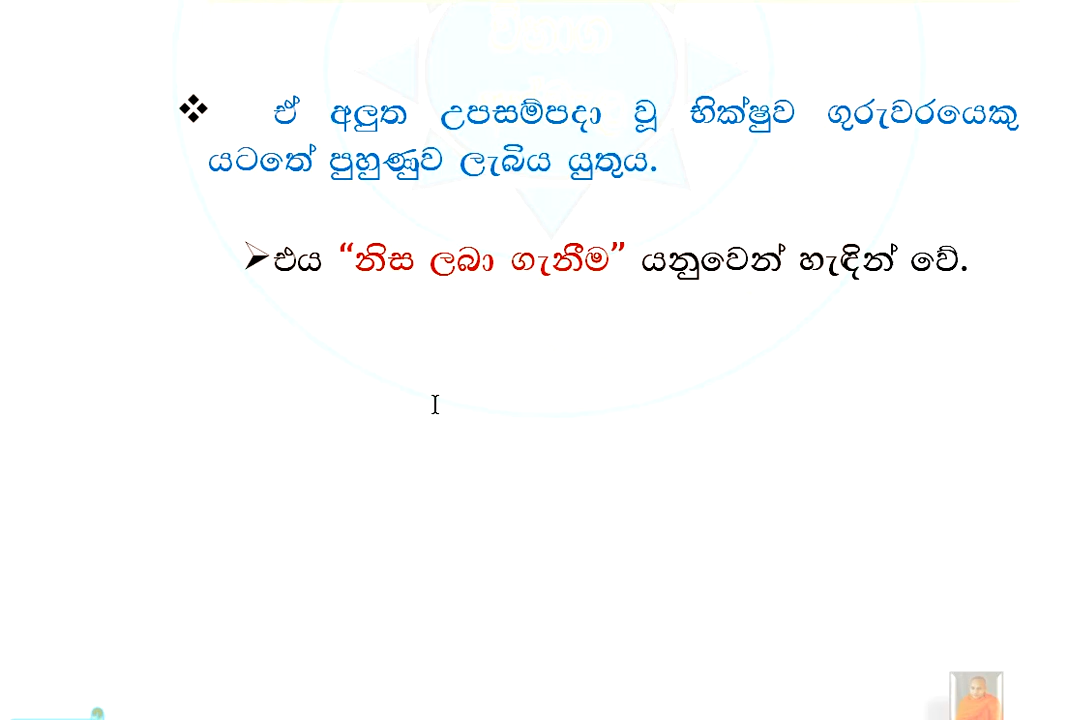 ❖ ඒ අලුත උපසම්පදා වූ භික්ෂුව ගුරුවරයෙකු
යටතේ පුහුණුව ලැබිය යුතුය.
➢එය “නිස ලබා ගැනීම” යනුවෙන් හැඳින් වේ.